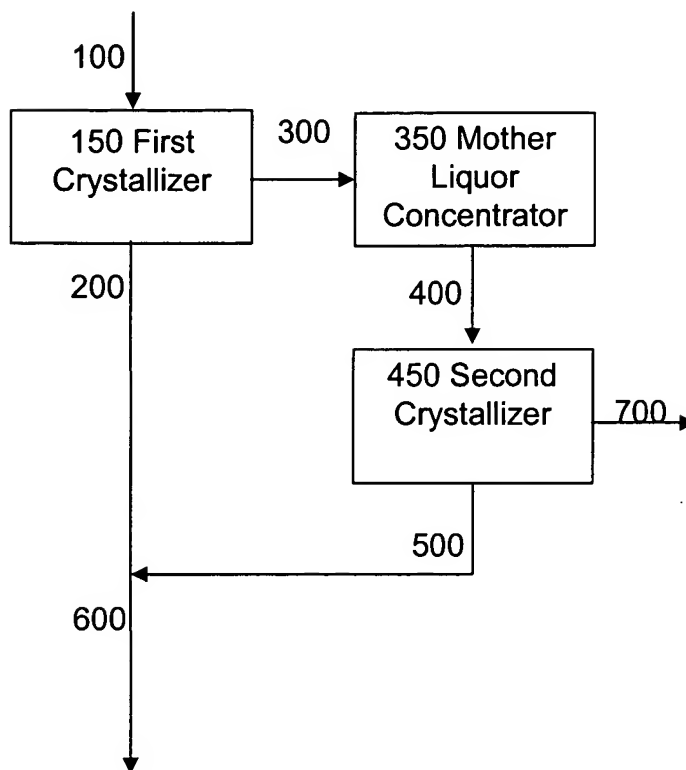 100
150 First
Crystallizer
300
350 Mother
Liquor
Concentrator
200
400
450 Second
Crystallizer
700
500
600